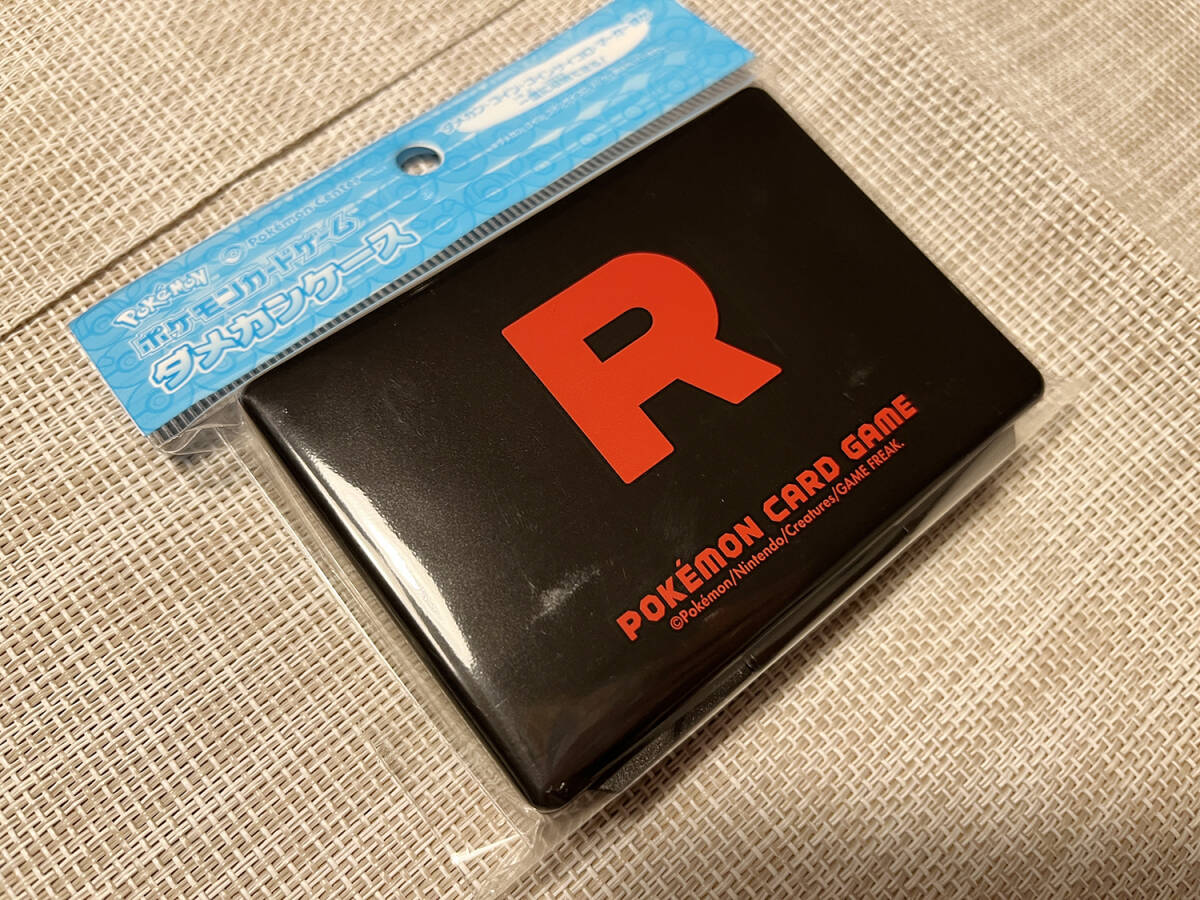 Pokémon
Pokémon Center
ポケモンカードゲーム
ダメカンケース
R
POKÉMON CARD GAME
©Pokémon/Nintendo/Creatures/GAME FREAK.